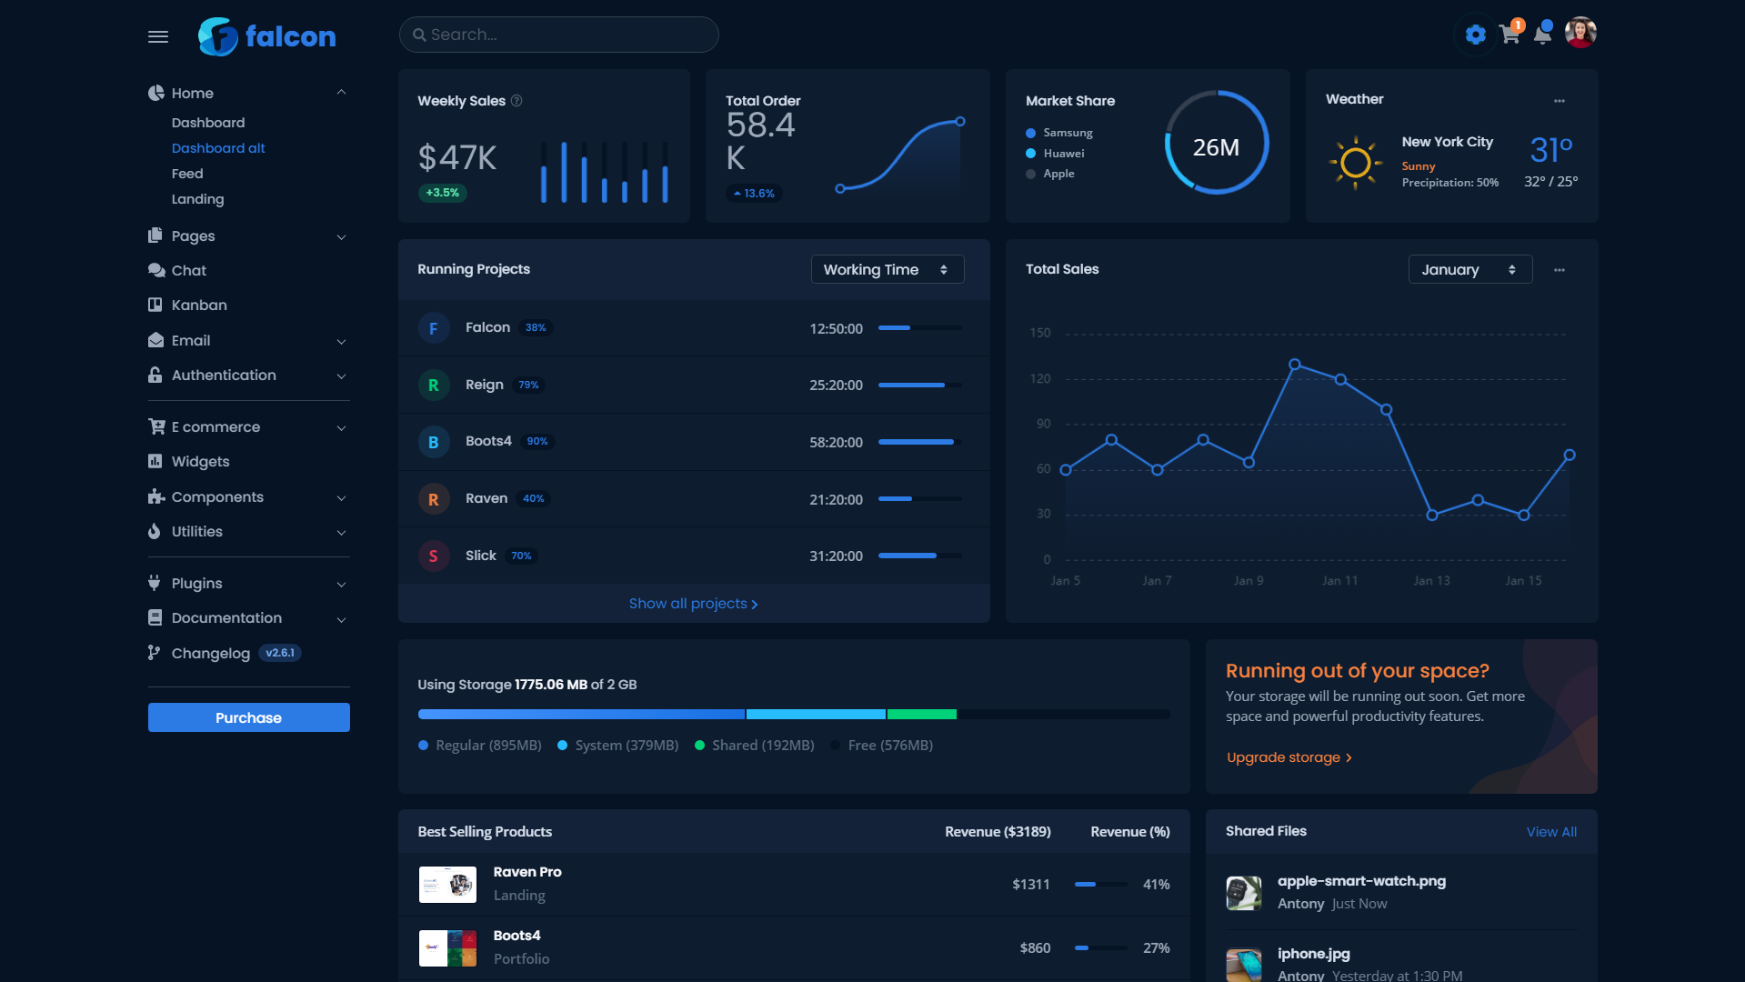 falcon
Search...
1
Home
Dashboard
Dashboard alt
Feed
Landing
Pages
Chat
Kanban
Email
Authentication
E commerce
Widgets
Components
Utilities
Plugins
Documentation
Changelog v2.6.1
Purchase
Weekly Sales
$47K
+3.5%
Total Order
58.4
K
13.6%
Market Share
Samsung
Huawei
Apple
26M
Weather
New York City
Sunny
Precipitation: 50%
31°
32° / 25°
Running Projects
Working Time
F Falcon 38% 12:50:00
R Reign 79% 25:20:00
B Boots4 90% 58:20:00
R Raven 40% 21:20:00
S Slick 70% 31:20:00
Show all projects
Total Sales
January
150
120
90
60
30
0
Jan 5 Jan 7 Jan 9 Jan 11 Jan 13 Jan 15
Using Storage 1775.06 MB of 2 GB
Regular (895MB) System (379MB) Shared (192MB) Free (576MB)
Running out of your space?
Your storage will be running out soon. Get more
space and powerful productivity features.
Upgrade storage
Best Selling Products Revenue ($3189) Revenue (%)
Raven Pro
Landing
$1311 41%
Boots4
Portfolio
$860 27%
Shared Files View All
apple-smart-watch.png
Antony Just Now
iphone.jpg
Antony Yesterday at 1:30 PM